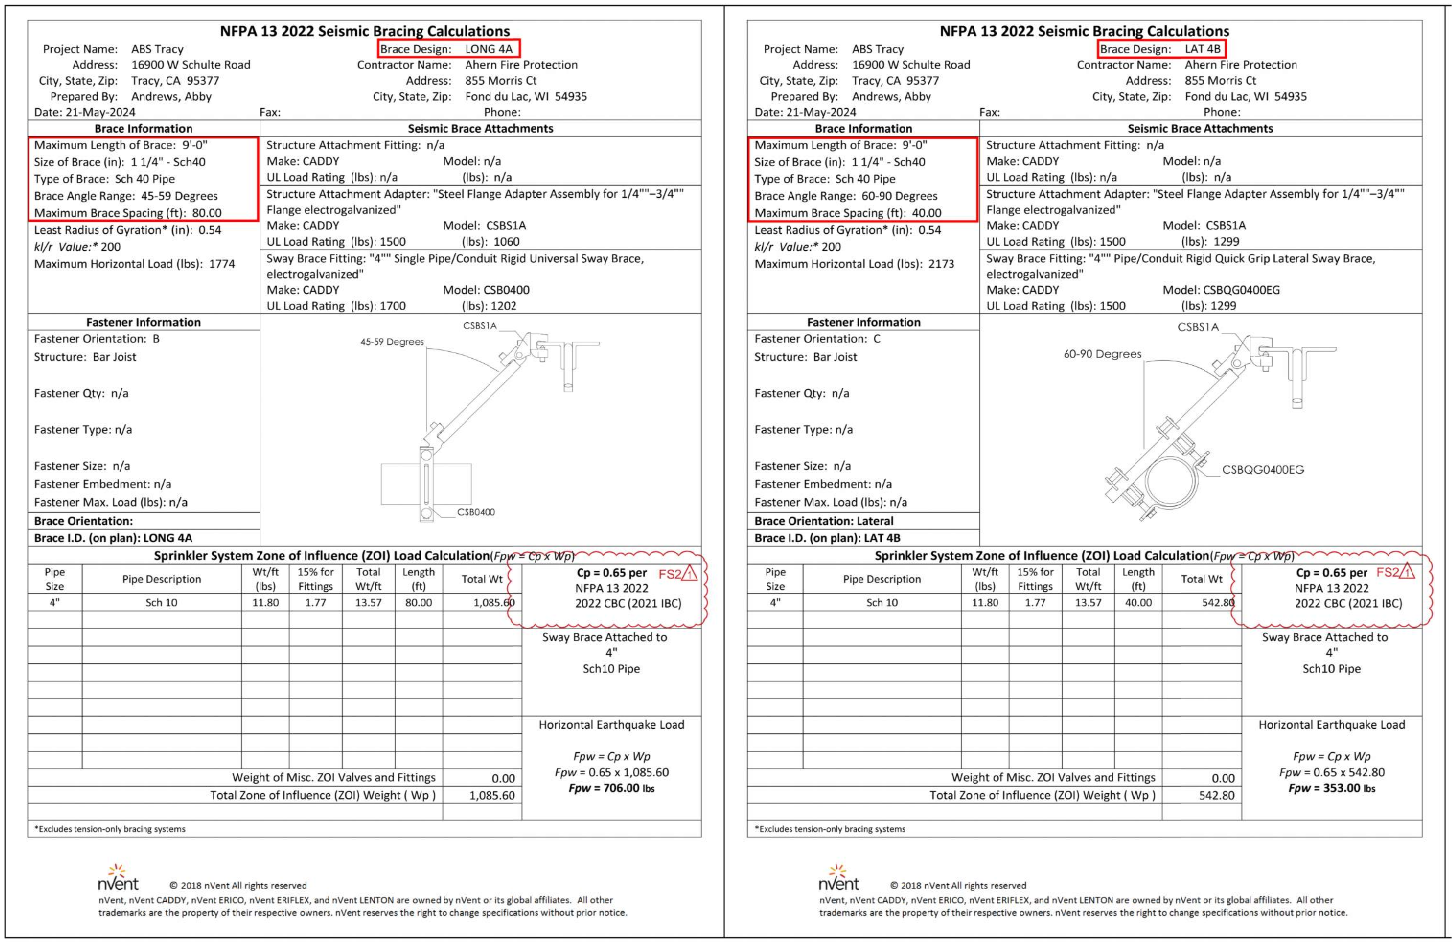 NFPA 13 2022 Seismic Bracing Calculations
Project Name: ABS Tracy
Brace Design: LONG 4A
Address: 16900 W Schulte Road
Contractor Name: Ahern Fire Protection
City, State, Zip: Tracy, CA 95377
Address: 855 Morris Ct
Prepared By: Andrews, Abby
City, State, Zip: Fond du Lac, WI 54935
Date: 21-May-2024
Fax:
Phone:
Brace Information
Maximum Length of Brace: 9'-0"
Size of Brace (in): 1 1/4" - Sch40
Type of Brace: Sch 40 Pipe
Brace Angle Range: 45-59 Degrees
Maximum Brace Spacing (ft): 80.00
Least Radius of Gyration* (in): 0.54
kl/r Value:* 200
Maximum Horizontal Load (lbs): 1774
Seismic Brace Attachments
Structure Attachment Fitting: n/a
Make: CADDY Model: n/a
UL Load Rating (lbs): n/a (lbs): n/a
Structure Attachment Adapter: "Steel Flange Adapter Assembly for 1/4""–3/4""
Flange electrogalvanized"
Make: CADDY Model: CSBS1A
UL Load Rating (lbs): 1500 (lbs): 1060
Sway Brace Fitting: "4"" Single Pipe/Conduit Rigid Universal Sway Brace,
electrogalvanized"
Make: CADDY Model: CSB0400
UL Load Rating (lbs): 1700 (lbs): 1202
Fastener Information
Fastener Orientation: B
Structure: Bar Joist
Fastener Qty: n/a
Fastener Type: n/a
Fastener Size: n/a
Fastener Embedment: n/a
Fastener Max. Load (lbs): n/a
Brace Orientation:
Brace I.D. (on plan): LONG 4A
CSBS1A
45-59 Degrees
CSB0400
Sprinkler System Zone of Influence (ZOI) Load Calculation(Fpw = Cp x Wp)
Pipe Size
Pipe Description
Wt/ft (lbs)
15% for Fittings
Total Wt/ft
Length (ft)
Total Wt
4" Sch 10 11.80 1.77 13.57 80.00 1,085.60
Cp = 0.65 per FS2 1
NFPA 13 2022
2022 CBC (2021 IBC)
Sway Brace Attached to
4"
Sch10 Pipe
Horizontal Earthquake Load
Fpw = Cp x Wp
Fpw = 0.65 x 1,085.60
Fpw = 706.00 lbs
Weight of Misc. ZOI Valves and Fittings 0.00
Total Zone of Influence (ZOI) Weight ( Wp ) 1,085.60
*Excludes tension-only bracing systems
nVent
© 2018 nVent All rights reserved
nVent, nVent CADDY, nVent ERICO, nVent ERIFLEX, and nVent LENTON are owned by nVent or its global affiliates. All other
trademarks are the property of their respective owners. nVent reserves the right to change specifications without prior notice.
NFPA 13 2022 Seismic Bracing Calculations
Project Name: ABS Tracy
Brace Design: LAT 4B
Address: 16900 W Schulte Road
Contractor Name: Ahern Fire Protection
City, State, Zip: Tracy, CA 95377
Address: 855 Morris Ct
Prepared By: Andrews, Abby
City, State, Zip: Fond du Lac, WI 54935
Date: 21-May-2024
Fax:
Phone:
Brace Information
Maximum Length of Brace: 9'-0"
Size of Brace (in): 1 1/4" - Sch40
Type of Brace: Sch 40 Pipe
Brace Angle Range: 60-90 Degrees
Maximum Brace Spacing (ft): 40.00
Least Radius of Gyration* (in): 0.54
kl/r Value:* 200
Maximum Horizontal Load (lbs): 2173
Seismic Brace Attachments
Structure Attachment Fitting: n/a
Make: CADDY Model: n/a
UL Load Rating (lbs): n/a (lbs): n/a
Structure Attachment Adapter: "Steel Flange Adapter Assembly for 1/4""–3/4""
Flange electrogalvanized"
Make: CADDY Model: CSBS1A
UL Load Rating (lbs): 1500 (lbs): 1299
Sway Brace Fitting: "4"" Pipe/Conduit Rigid Quick Grip Lateral Sway Brace,
electrogalvanized"
Make: CADDY Model: CSBQG0400EG
UL Load Rating (lbs): 1500 (lbs): 1299
Fastener Information
Fastener Orientation: C
Structure: Bar Joist
Fastener Qty: n/a
Fastener Type: n/a
Fastener Size: n/a
Fastener Embedment: n/a
Fastener Max. Load (lbs): n/a
Brace Orientation: Lateral
Brace I.D. (on plan): LAT 4B
CSBS1A
60-90 Degrees
CSBQG0400EG
Sprinkler System Zone of Influence (ZOI) Load Calculation(Fpw = Cp x Wp)
Pipe Size
Pipe Description
Wt/ft (lbs)
15% for Fittings
Total Wt/ft
Length (ft)
Total Wt
4" Sch 10 11.80 1.77 13.57 40.00 542.80
Cp = 0.65 per FS2 1
NFPA 13 2022
2022 CBC (2021 IBC)
Sway Brace Attached to
4"
Sch10 Pipe
Horizontal Earthquake Load
Fpw = Cp x Wp
Fpw = 0.65 x 542.80
Fpw = 353.00 lbs
Weight of Misc. ZOI Valves and Fittings 0.00
Total Zone of Influence (ZOI) Weight ( Wp ) 542.80
*Excludes tension-only bracing systems
nVent
© 2018 nVent All rights reserved
nVent, nVent CADDY, nVent ERICO, nVent ERIFLEX, and nVent LENTON are owned by nVent or its global affiliates. All other
trademarks are the property of their respective owners. nVent reserves the right to change specifications without prior notice.